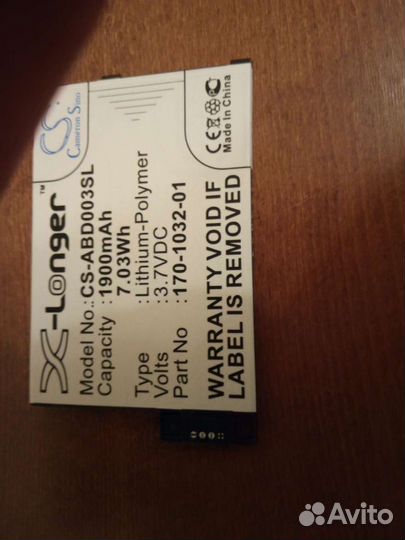 X-Longer™
CS
Cameron Sino
Model No.: CS-ABD003SL
Capacity :1900mAh
7.03Wh
Type :Lithium-Polymer
Volts :3.7VDC
Part No :170-1032-01
Made in China
WARRANTY VOID IF
LABEL IS REMOVED
Avito